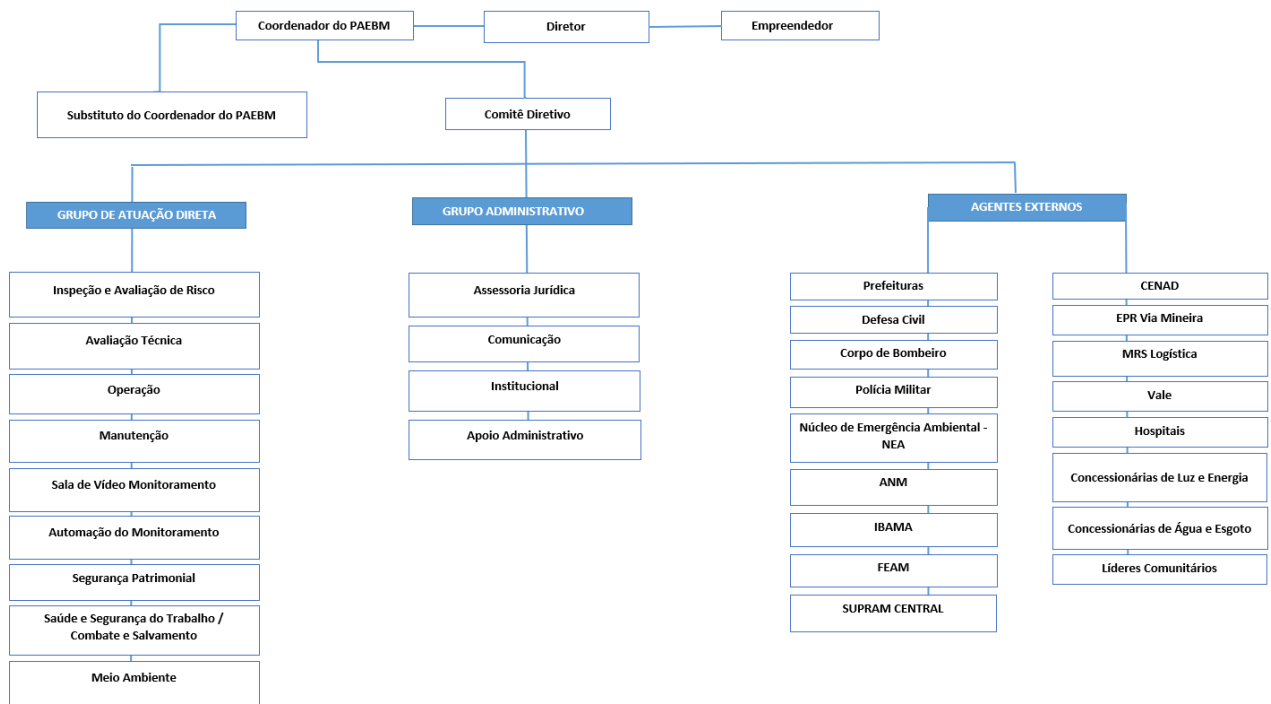 Coordenador do PAEBM
Diretor
Empreendedor
Substituto do Coordenador do PAEBM
Comitê Diretivo
GRUPO DE ATUAÇÃO DIRETA
GRUPO ADMINISTRATIVO
AGENTES EXTERNOS
Inspeção e Avaliação de Risco
Avaliação Técnica
Operação
Manutenção
Sala de Vídeo Monitoramento
Automação do Monitoramento
Segurança Patrimonial
Saúde e Segurança do Trabalho /
Combate e Salvamento
Meio Ambiente
Assessoria Jurídica
Comunicação
Institucional
Apoio Administrativo
Prefeituras
Defesa Civil
Corpo de Bombeiro
Polícia Militar
Núcleo de Emergência Ambiental -
NEA
ANM
IBAMA
FEAM
SUPRAM CENTRAL
CENAD
EPR Via Mineira
MRS Logística
Vale
Hospitais
Concessionárias de Luz e Energia
Concessionárias de Água e Esgoto
Líderes Comunitários